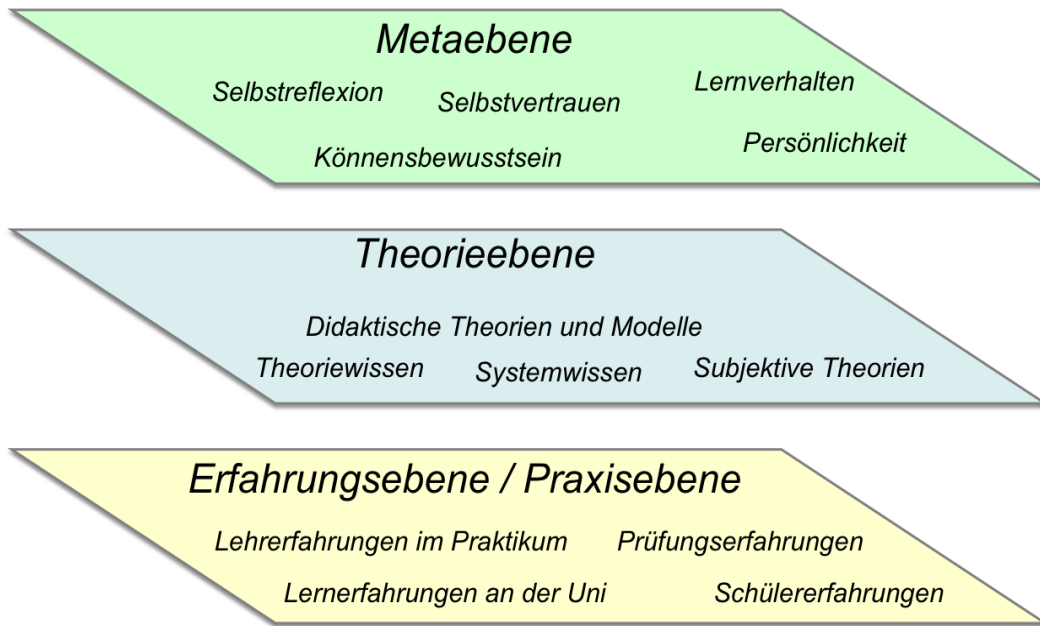 Metaebene
Selbstreflexion
Selbstvertrauen
Lernverhalten
Könnensbewusstsein
Persönlichkeit
Theorieebene
Didaktische Theorien und Modelle
Theoriewissen
Systemwissen
Subjektive Theorien
Erfahrungsebene / Praxisebene
Lehrerfahrungen im Praktikum
Prüfungserfahrungen
Lernerfahrungen an der Uni
Schülererfahrungen